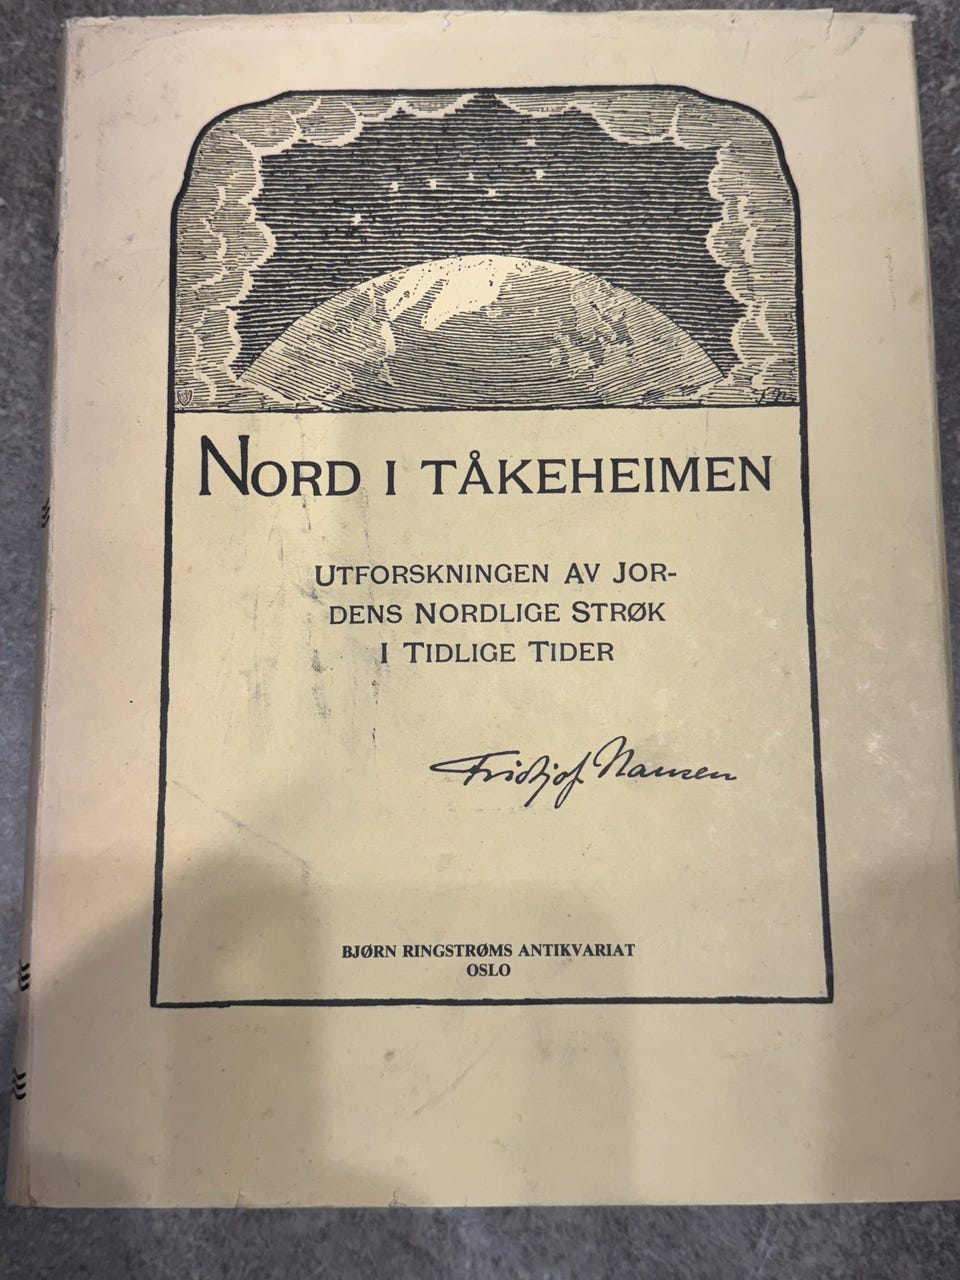 NORD I TÅKEHEIMEN
UTFORSKNINGEN AV JOR-
DENS NORDLIGE STRØK
I TIDLIGE TIDER
Fridtjof Nansen
BJØRN RINGSTRØMS ANTIKVARIAT
OSLO